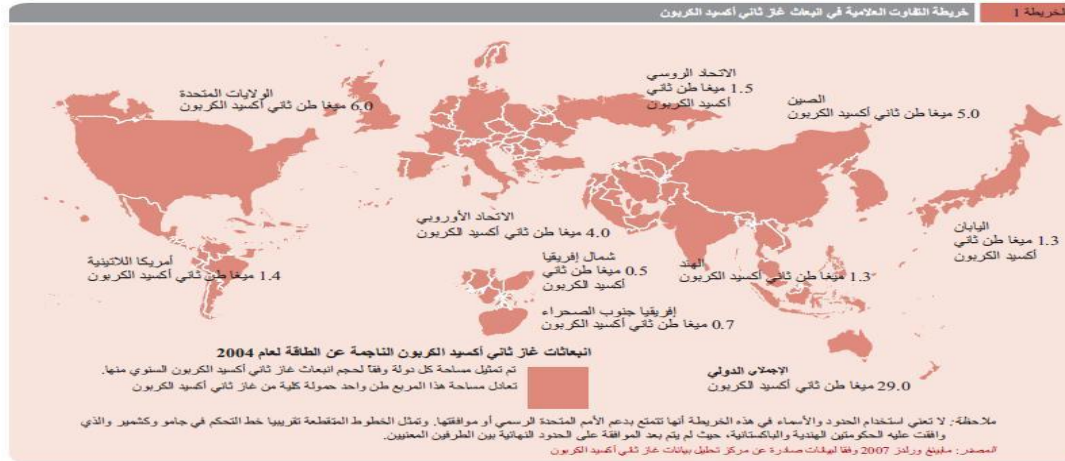 الخريطة 1
خريطة التفاوت العلامية في انبعاث غاز ثاني أكسيد الكربون
الولايات المتحدة
6.0 ميغا طن ثاني أكسيد الكربون
الاتحاد الروسي
1.5 ميغا طن ثاني
أكسيد الكربون
الصين
5.0 ميغا طن ثاني أكسيد الكربون
الاتحاد الأوروبي
4.0 ميغا طن ثاني أكسيد الكربون
اليابان
1.3 ميغا طن ثاني
أكسيد الكربون
أمريكا اللاتينية
1.4 ميغا طن ثاني أكسيد الكربون
شمال إفريقيا
0.5 ميغا طن ثاني
أكسيد الكربون
الهند
1.3 ميغا طن ثاني أكسيد الكربون
إفريقيا جنوب الصحراء
0.7 ميغا طن ثاني أكسيد الكربون
انبعاثات غاز ثاني أكسيد الكربون الناجمة عن الطاقة لعام 2004
تم تمثيل مساحة كل دولة وفقاً لحجم انبعاث غاز ثاني أكسيد الكربون السنوي منها.
تعادل مساحة هذا المربع طن واحد حمولة كلية من غاز ثاني أكسيد الكربون
الإجمالي الدولي
29.0 ميغا طن ثاني أكسيد الكربون
ملاحظة: لا تعني استخدام الحدود والأسماء في هذه الخريطة أنها تتمتع بدعم الأمم المتحدة الرسمي أو موافقتها. وتمثل الخطوط المتقطعة تقريبيا خط التحكم في جامو وكشمير والذي
وافقت عليه الحكومتين الهندية والباكستانية، حيث لم يتم بعد الموافقة على الحدود النهائية بين الطرفين المعنيين.
المصدر: مابينغ ورلدز 2007 وفقا لبيانات صادرة عن مركز تحليل بيانات غاز ثاني أكسيد الكربون